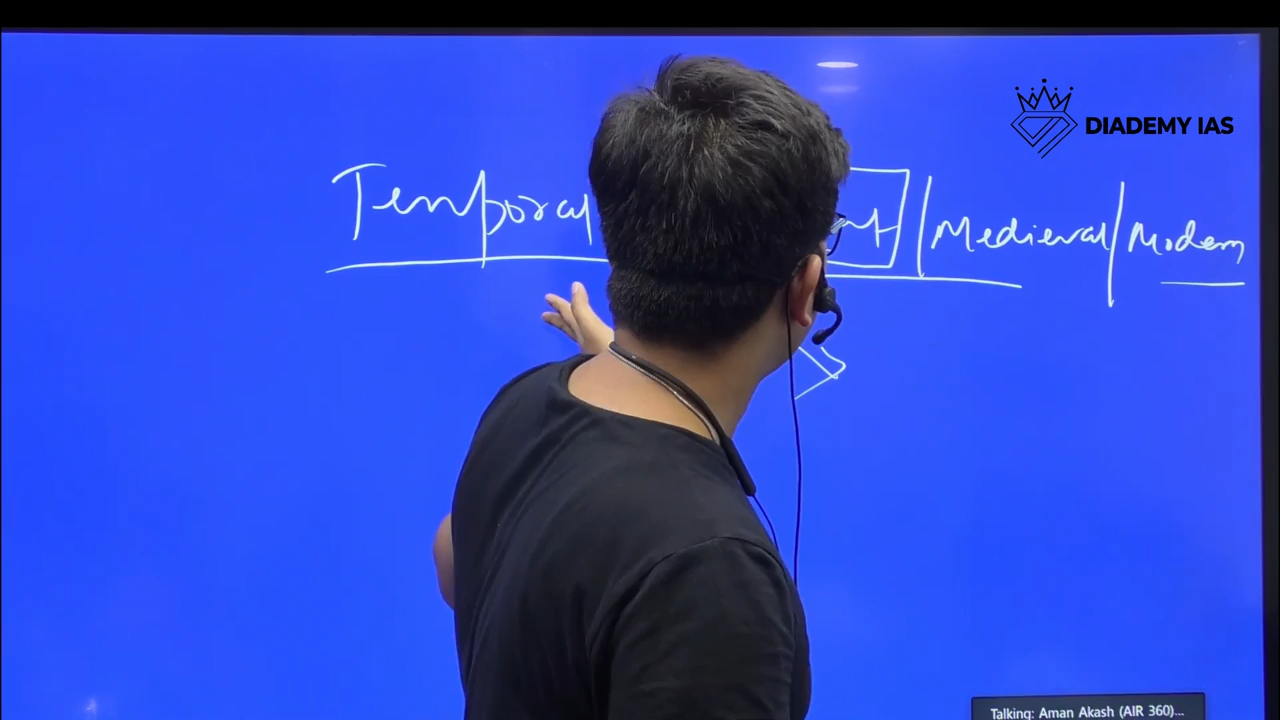 DIADEMY IAS
Temporal | Medieval | Modern
Talking: Aman Akash (AIR 360)...